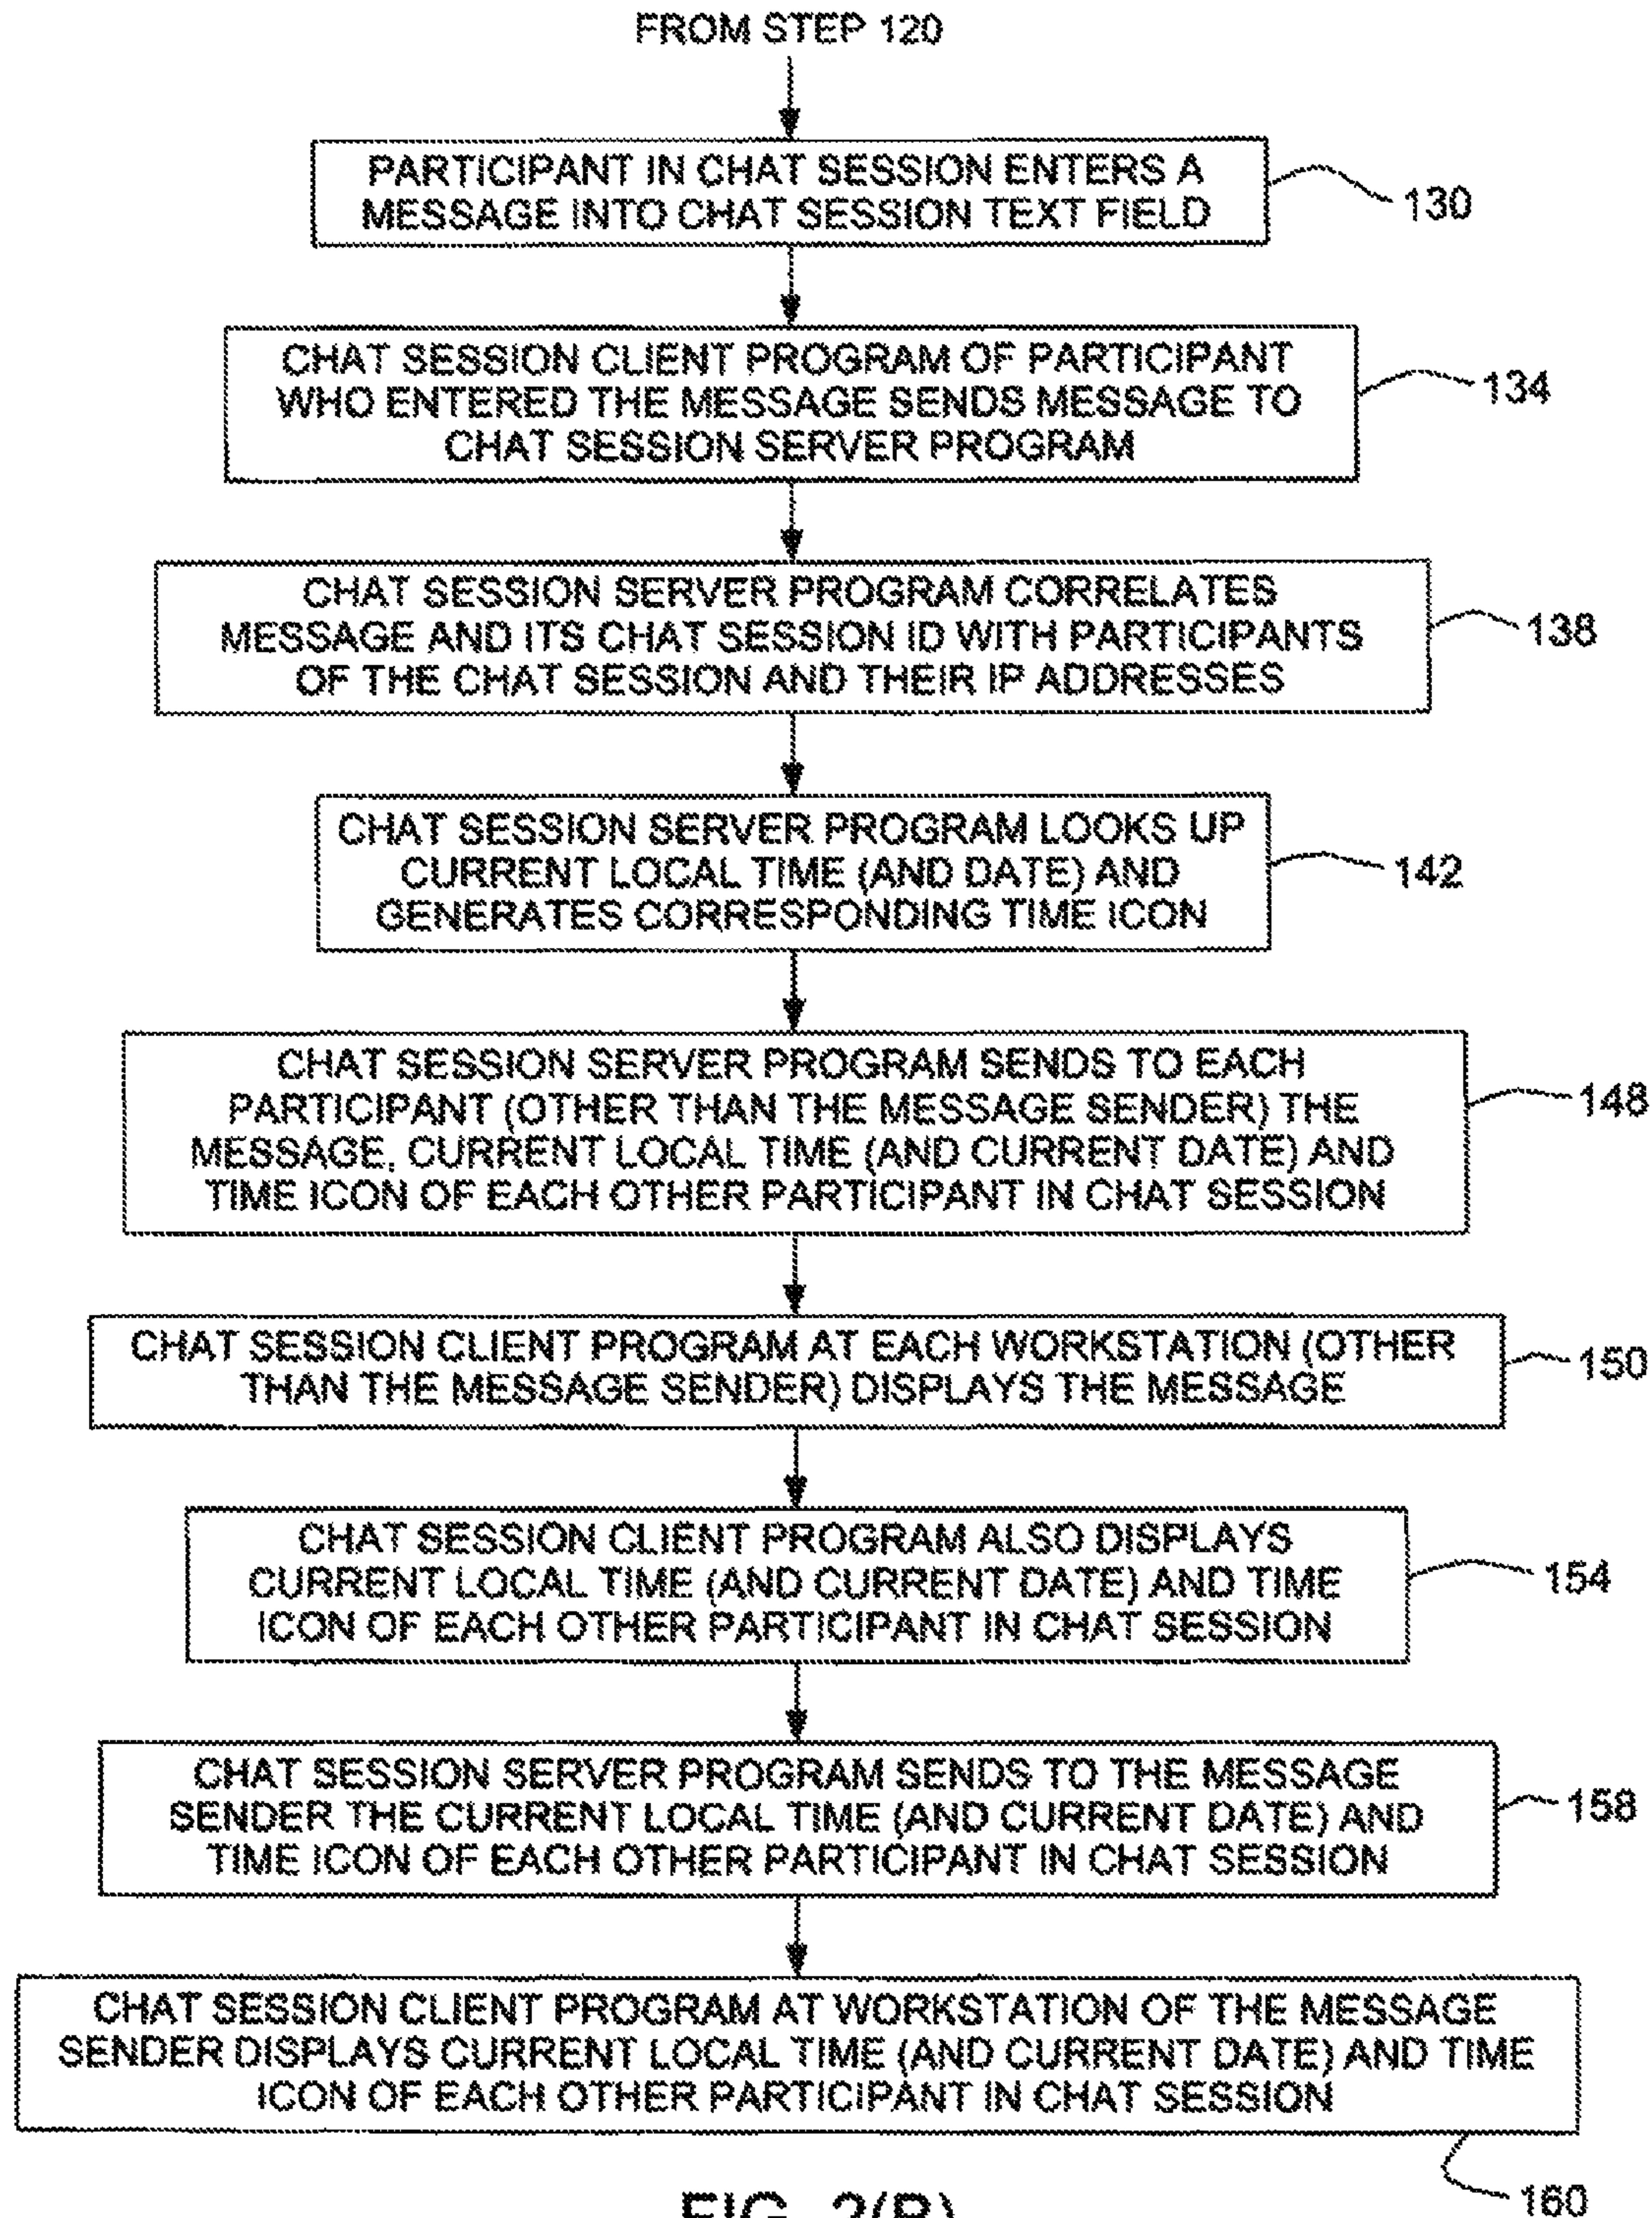 FROM STEP 120
PARTICIPANT IN CHAT SESSION ENTERS A
MESSAGE INTO CHAT SESSION TEXT FIELD
130
CHAT SESSION CLIENT PROGRAM OF PARTICIPANT
WHO ENTERED THE MESSAGE SENDS MESSAGE TO
CHAT SESSION SERVER PROGRAM
134
CHAT SESSION SERVER PROGRAM CORRELATES
MESSAGE AND ITS CHAT SESSION ID WITH PARTICIPANTS
OF THE CHAT SESSION AND THEIR IP ADDRESSES
138
CHAT SESSION SERVER PROGRAM LOOKS UP
CURRENT LOCAL TIME (AND DATE) AND
GENERATES CORRESPONDING TIME ICON
142
CHAT SESSION SERVER PROGRAM SENDS TO EACH
PARTICIPANT (OTHER THAN THE MESSAGE SENDER) THE
MESSAGE, CURRENT LOCAL TIME (AND CURRENT DATE) AND
TIME ICON OF EACH OTHER PARTICIPANT IN CHAT SESSION
148
CHAT SESSION CLIENT PROGRAM AT EACH WORKSTATION (OTHER
THAN THE MESSAGE SENDER) DISPLAYS THE MESSAGE
150
CHAT SESSION CLIENT PROGRAM ALSO DISPLAYS
CURRENT LOCAL TIME (AND CURRENT DATE) AND TIME
ICON OF EACH OTHER PARTICIPANT IN CHAT SESSION
154
CHAT SESSION SERVER PROGRAM SENDS TO THE MESSAGE
SENDER THE CURRENT LOCAL TIME (AND CURRENT DATE) AND
TIME ICON OF EACH OTHER PARTICIPANT IN CHAT SESSION
158
CHAT SESSION CLIENT PROGRAM AT WORKSTATION OF THE MESSAGE
SENDER DISPLAYS CURRENT LOCAL TIME (AND CURRENT DATE) AND TIME
ICON OF EACH OTHER PARTICIPANT IN CHAT SESSION
160
FIG. 2(B)